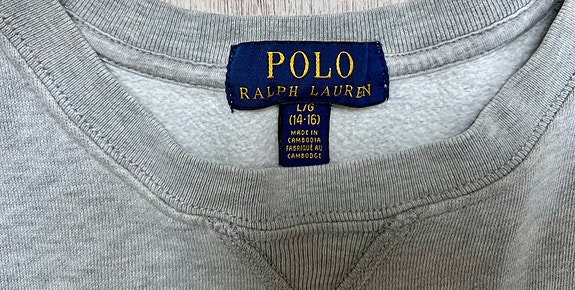 POLO
RALPH LAUREN
L/G
(14-16)
MADE IN
CAMBODIA
FABRIQUÉ AU
CAMBODGE